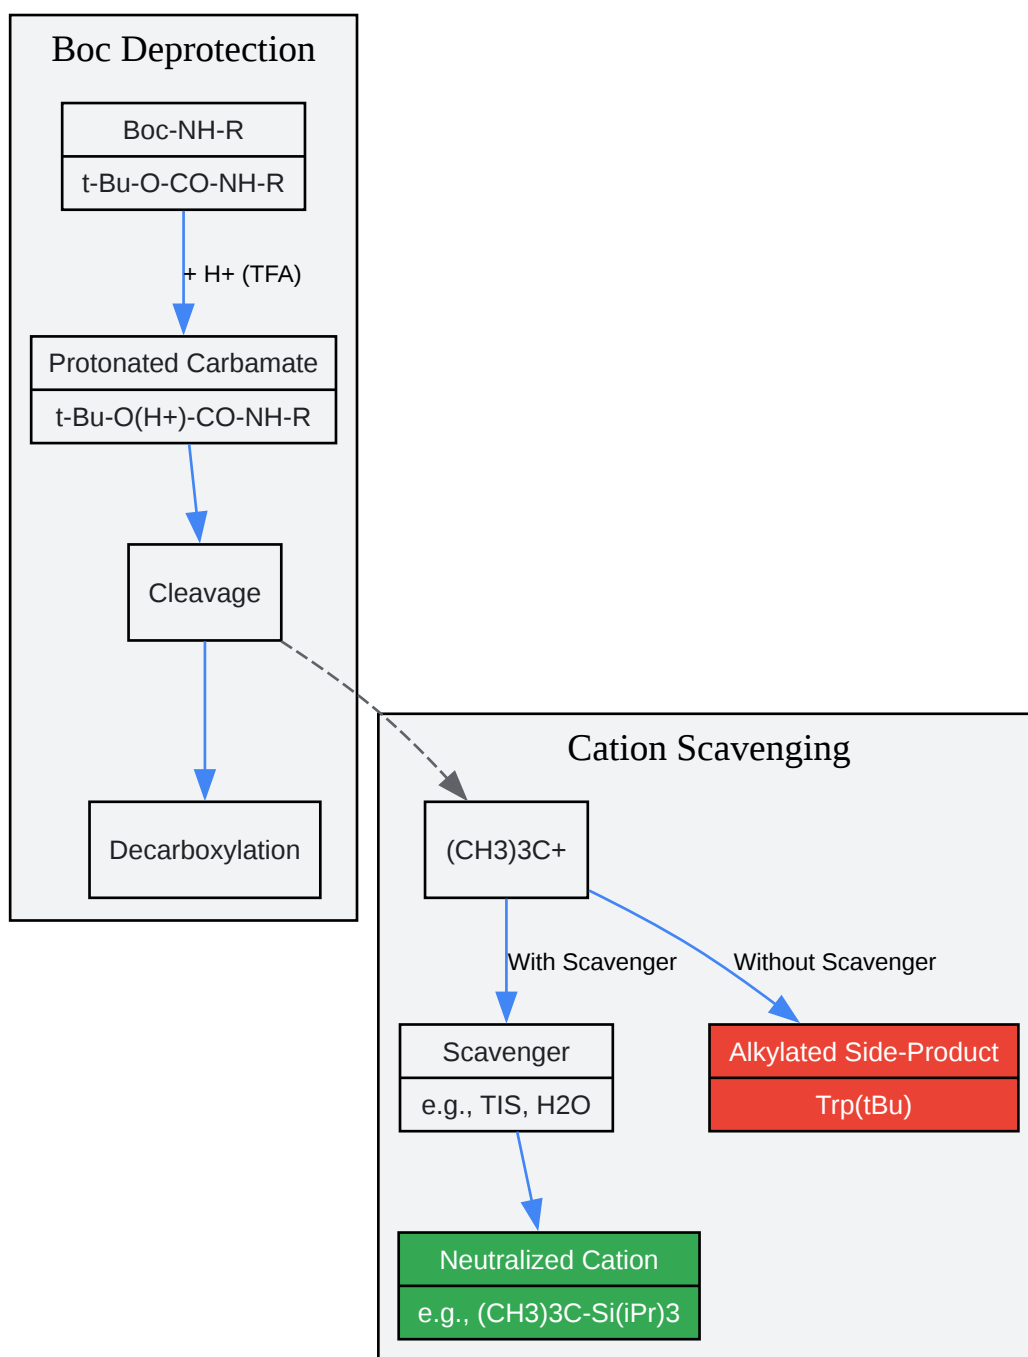 Boc Deprotection
Boc-NH-R
t-Bu-O-CO-NH-R
+ H+ (TFA)
Protonated Carbamate
t-Bu-O(H+)-CO-NH-R
Cleavage
Decarboxylation
Cation Scavenging
(CH3)3C+
With Scavenger
Without Scavenger
Scavenger
e.g., TIS, H2O
Alkylated Side-Product
Trp(tBu)
Neutralized Cation
e.g., (CH3)3C-Si(iPr)3